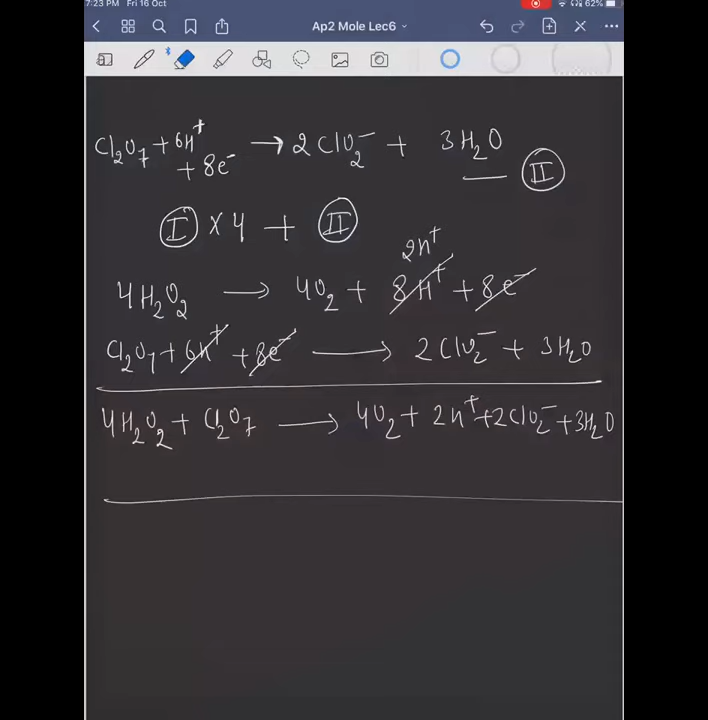 7:23 PM Fri 16 Oct 62%
Ap2 Mole Lec6
Cl₂O₇ + 6H⁺ + 8e⁻ → 2ClO₂⁻ + 3H₂O — II
I × 4 + II
2H⁺
4H₂O₂ → 4O₂ + 8H⁺ + 8e⁻
Cl₂O₇ + 6H⁺ + 8e⁻ → 2ClO₂⁻ + 3H₂O
4H₂O₂ + Cl₂O₇ → 4O₂ + 2H⁺ + 2ClO₂⁻ + 3H₂O